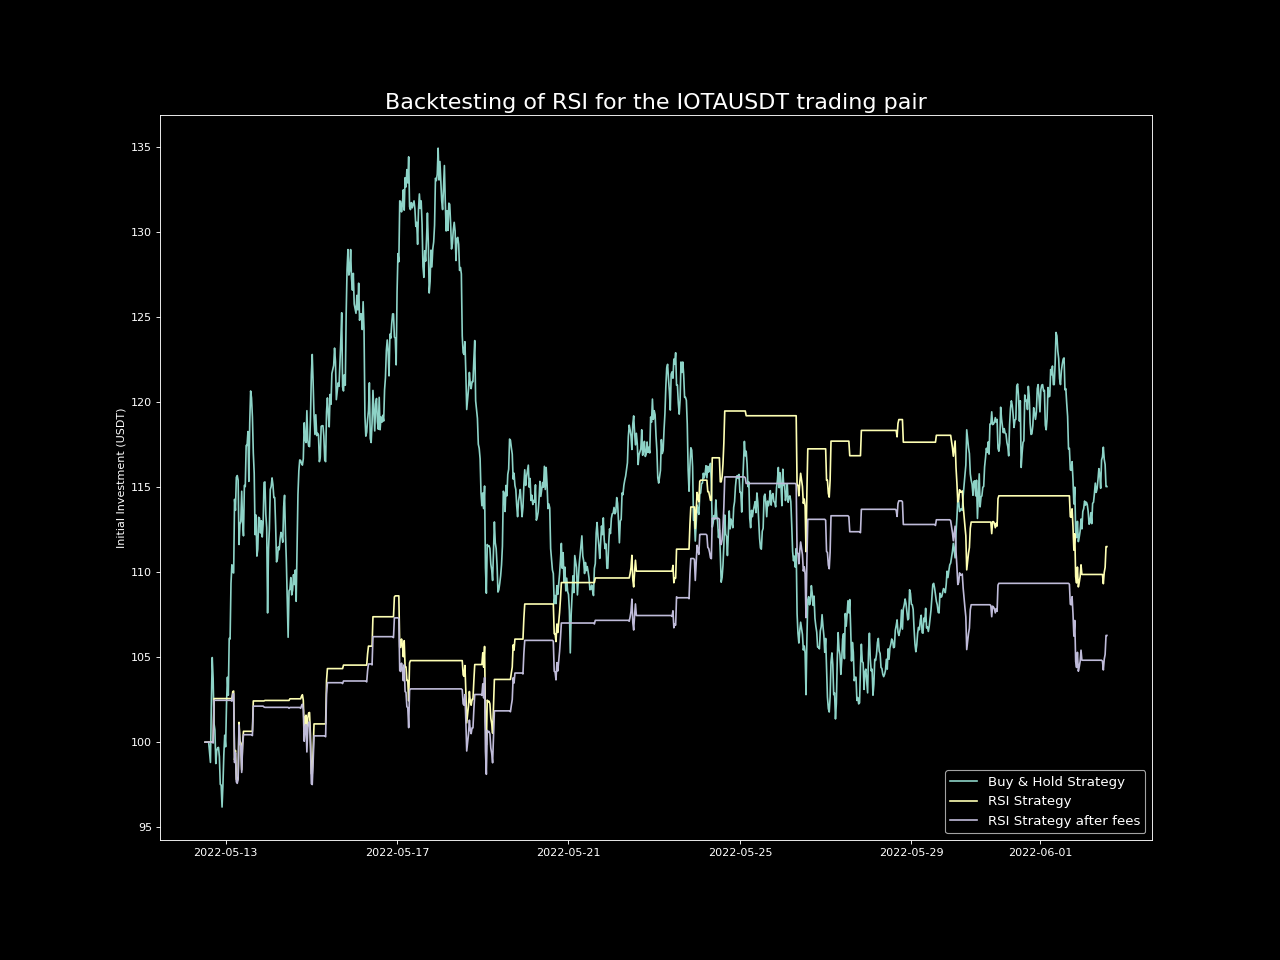 Backtesting of RSI for the IOTAUSDT trading pair
135
130
125
120
115
110
105
100
95
Initial Investment (USDT)
2022-05-13 2022-05-17 2022-05-21 2022-05-25 2022-05-29 2022-06-01
Buy & Hold Strategy
RSI Strategy
RSI Strategy after fees